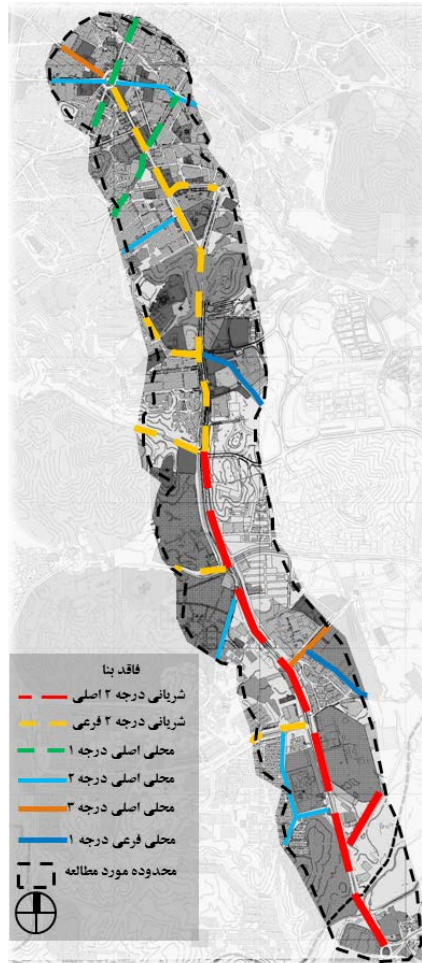 فاقد بنا
شریانی درجه ۲ اصلی
شریانی درجه ۲ فرعی
محلی اصلی درجه ۱
محلی اصلی درجه ۲
محلی اصلی درجه ۳
محلی فرعی درجه ۱
محدوده مورد مطالعه